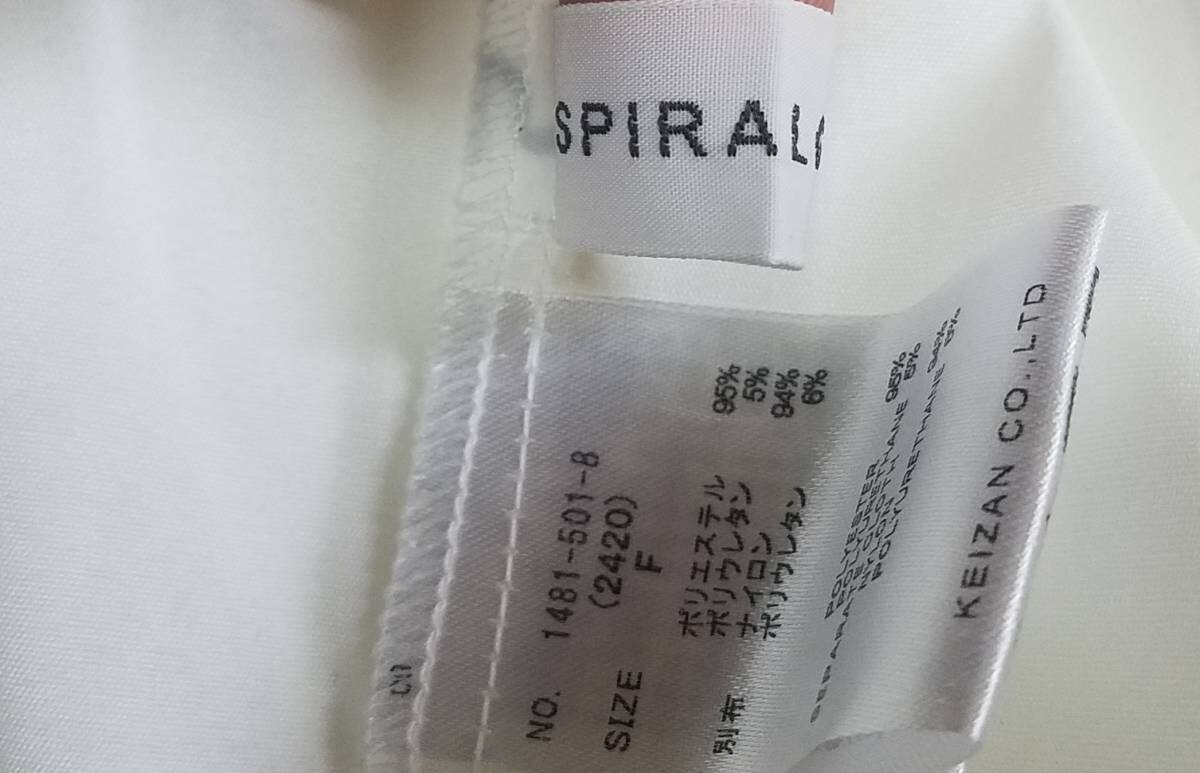 SPIRAL
NO. 1481-501-8
(2420)
SIZE F
ポリエステル 95%
ポリウレタン 5%
別布 ナイロン 94%
ポリウレタン 6%
POLYESTER 95%
POLYURETHANE 5%
SEPARATE CLOTH
NYLON 94%
POLYURETHANE 6%
KEIZAN CO.,LTD